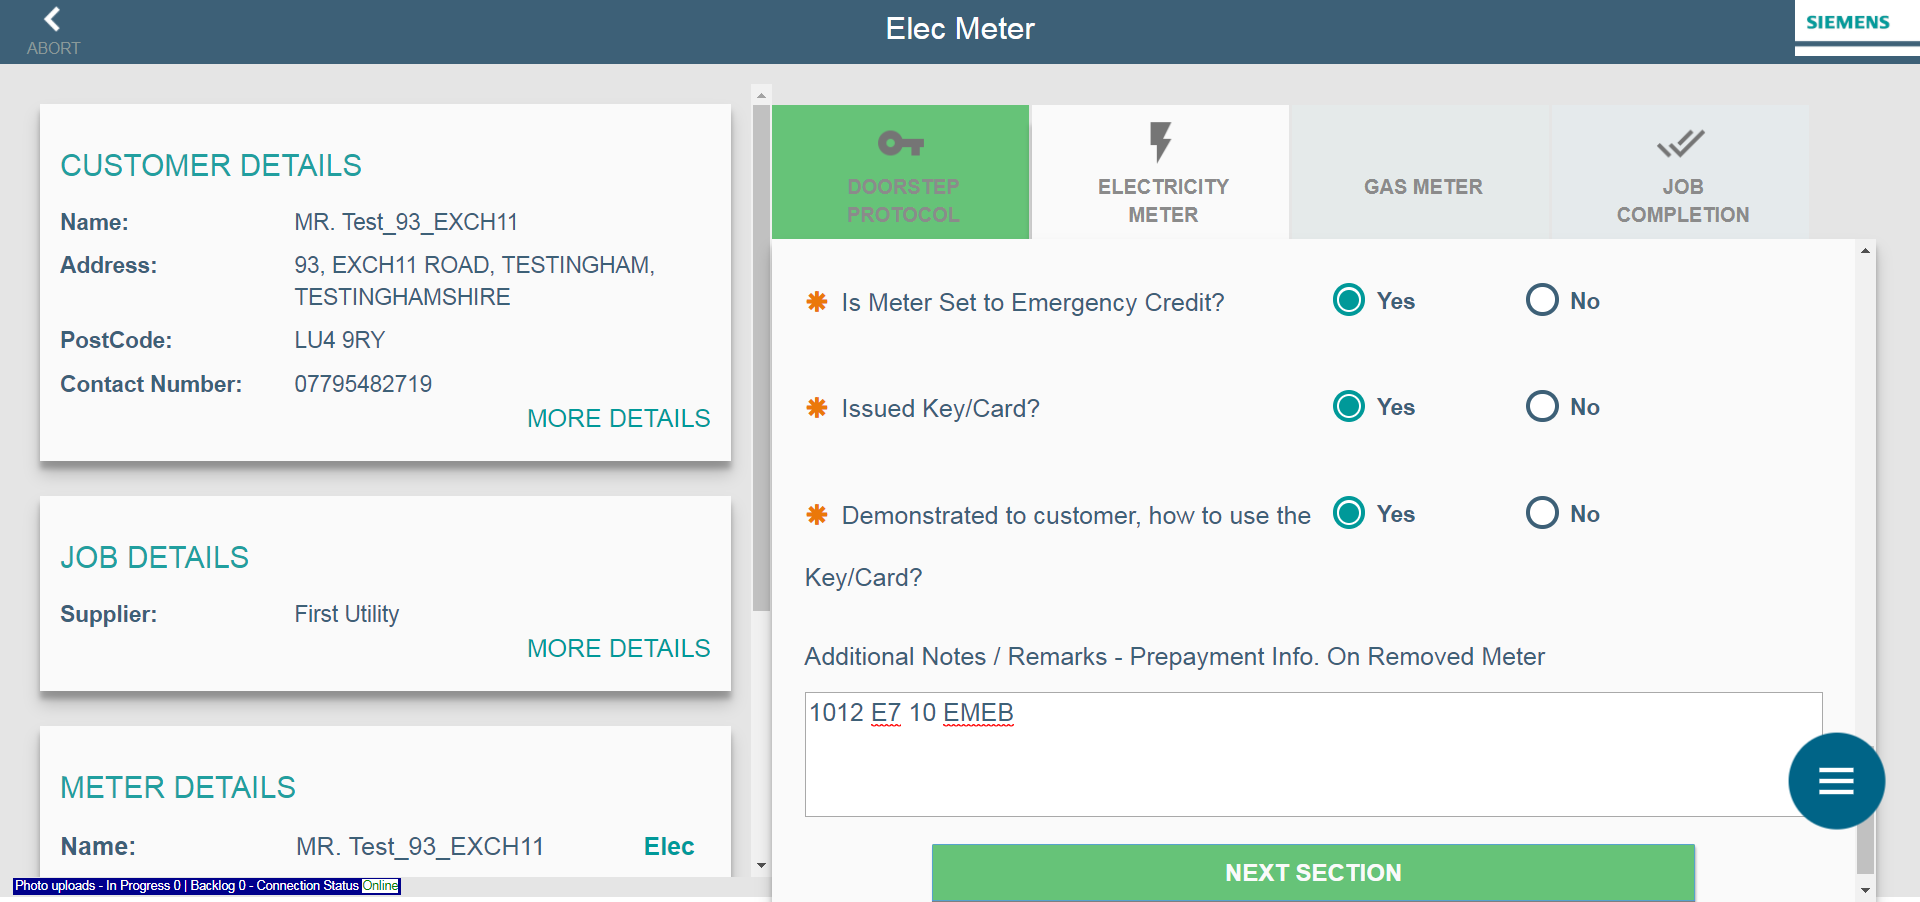 ABORT
Elec Meter
SIEMENS
CUSTOMER DETAILS
Name: MR. Test_93_EXCH11
Address: 93, EXCH11 ROAD, TESTINGHAM,
TESTINGHAMSHIRE
PostCode: LU4 9RY
Contact Number: 07795482719
MORE DETAILS
JOB DETAILS
Supplier: First Utility
MORE DETAILS
METER DETAILS
Name: MR. Test_93_EXCH11 Elec
Photo uploads - In Progress 0 | Backlog 0 - Connection Status Online
DOORSTEP
PROTOCOL
ELECTRICITY
METER
GAS METER
JOB
COMPLETION
✱ Is Meter Set to Emergency Credit? Yes No
✱ Issued Key/Card? Yes No
✱ Demonstrated to customer, how to use the Yes No
Key/Card?
Additional Notes / Remarks - Prepayment Info. On Removed Meter
1012 E7 10 EMEB
NEXT SECTION